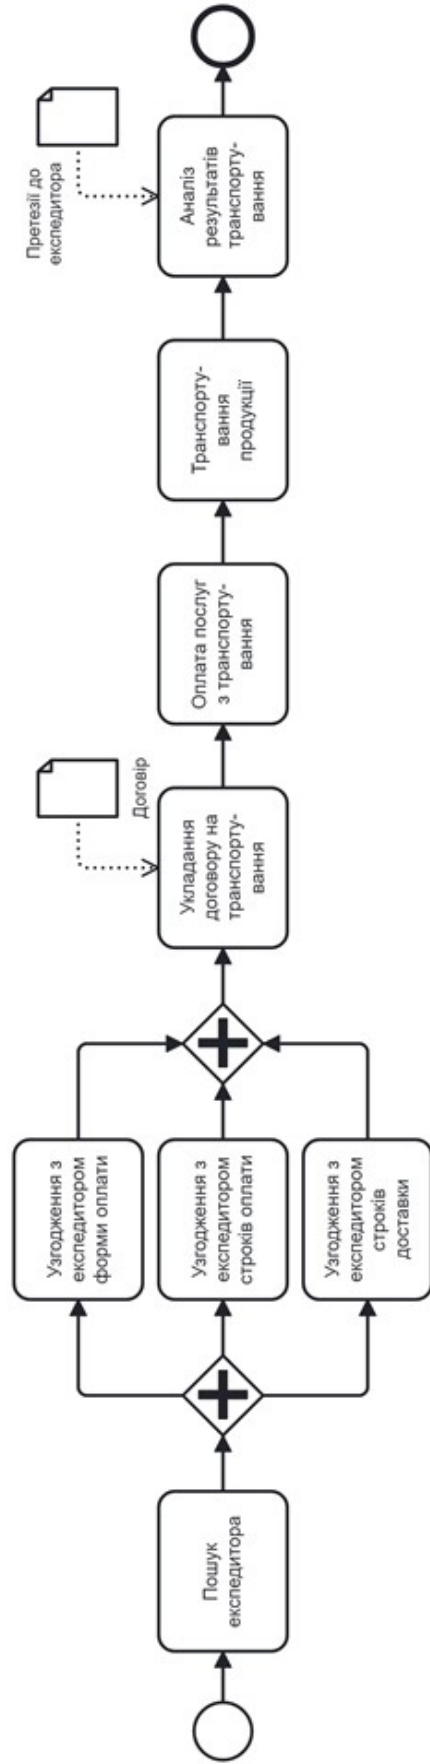 Пошук
експедитора
Узгодження з
експедитором
форми оплати
Узгодження з
експедитором
строків оплати
Узгодження з
експедитором
строків
доставки
Укладання
договору на
транспорту-
вання
Договір
Оплата послуг
з транспорту-
вання
Транспорту-
вання
продукції
Аналіз
результатів
транспорту-
вання
Претезії до
експедитора